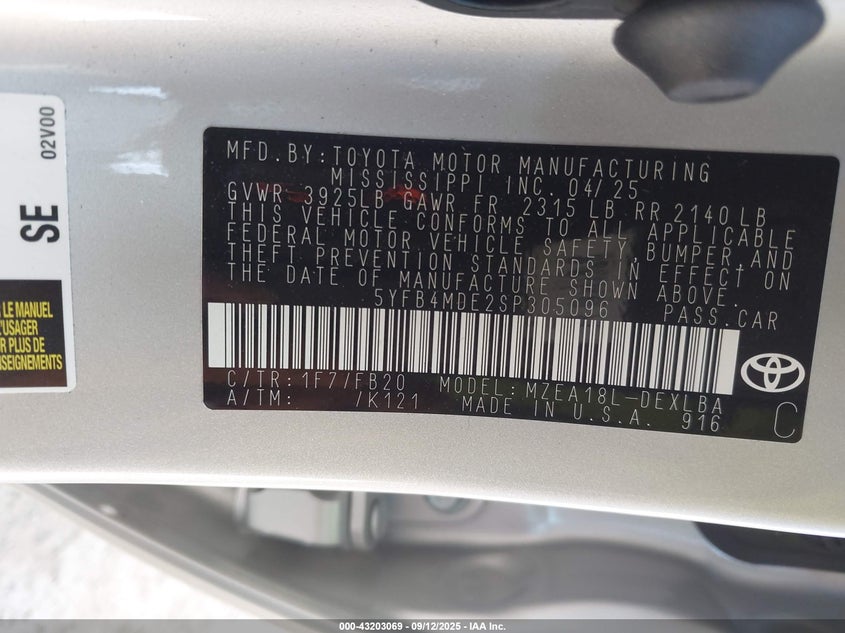 MFD.BY:TOYOTA MOTOR MANUFACTURING
MISSISSIPPI INC. 04/25
GVWR 3925LB GAWR FR 2315 LB RR 2140 LB
THIS VEHICLE CONFORMS TO ALL APPLICABLE
FEDERAL MOTOR VEHICLE SAFETY,BUMPER,AND
THEFT PREVENTION STANDARDS IN EFFECT ON
THE DATE OF MANUFACTURE SHOWN ABOVE.
5YFB4MDE2SP305096 PASS.CAR
C/TR:1F7/FB20 MODEL:MZEA18L-DEXLBA
A/TM: /K121 MADE IN U.S.A. 916
C
SE
02V00
LE MANUEL
L'USAGER
R PLUS DE
NSEIGNEMENTS
000-43203069 - 09/12/2025 - IAA Inc.